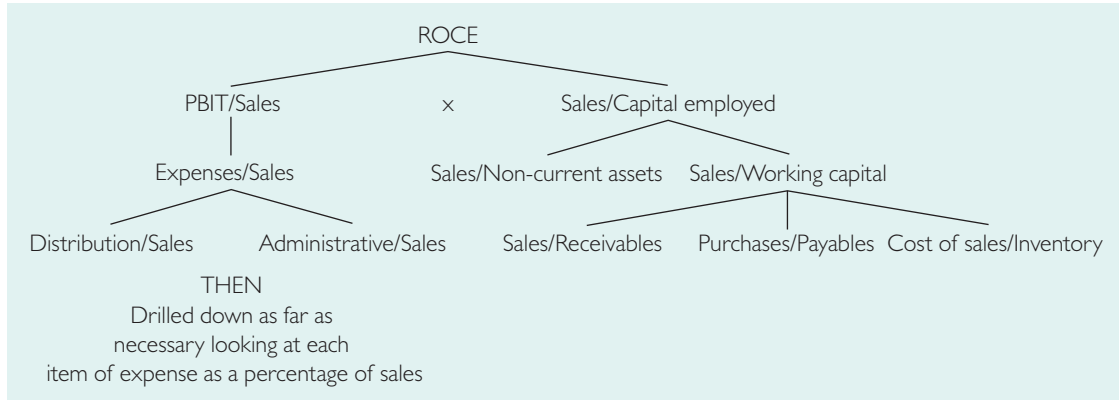 ROCE
PBIT/Sales x Sales/Capital employed
Expenses/Sales Sales/Non-current assets Sales/Working capital
Distribution/Sales Administrative/Sales Sales/Receivables Purchases/Payables Cost of sales/Inventory
THEN
Drilled down as far as
necessary looking at each
item of expense as a percentage of sales